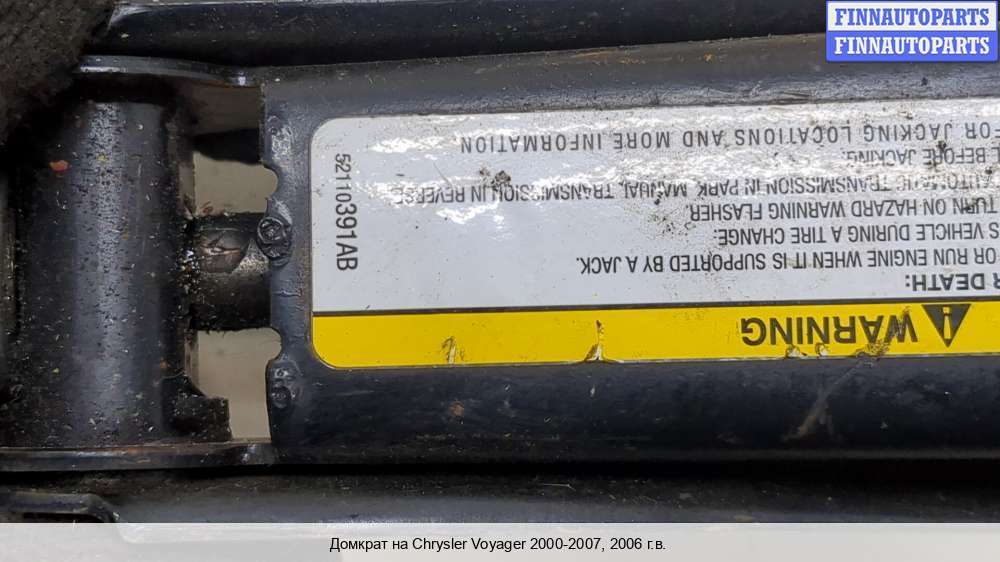 FINNAUTOPARTS
FINNAUTOPARTS
WARNING
R DEATH:
OR RUN ENGINE WHEN IT IS SUPPORTED BY A JACK.
S VEHICLE DURING A TIRE CHANGE.
TURN ON HAZARD WARNING FLASHER.
AUTOMATIC TRANSMISSION IN PARK, MANUAL TRANSMISSION IN REVERSE
BEFORE JACKING.
OR JACKING LOCATIONS AND MORE INFORMATION
52110391AB
Домкрат на Chrysler Voyager 2000-2007, 2006 г.в.